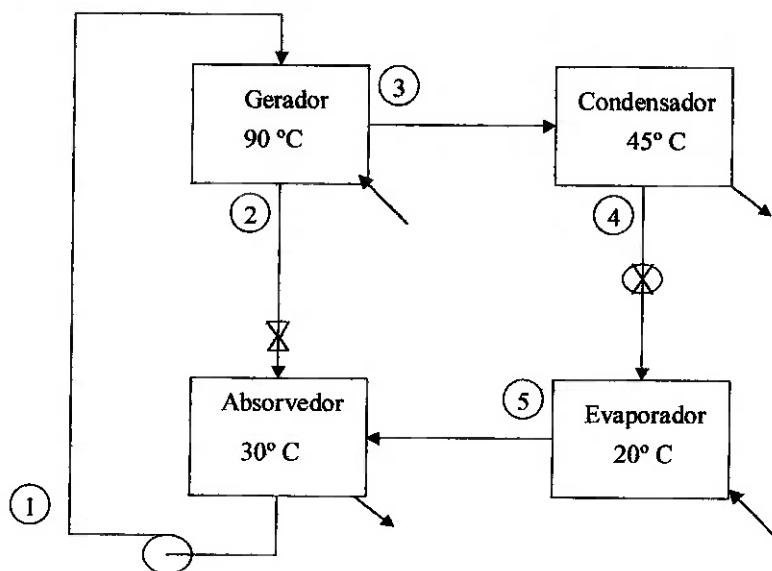 Gerador
90 ºC
3
Condensador
45º C
2
4
Absorvedor
30º C
5
Evaporador
20º C
1